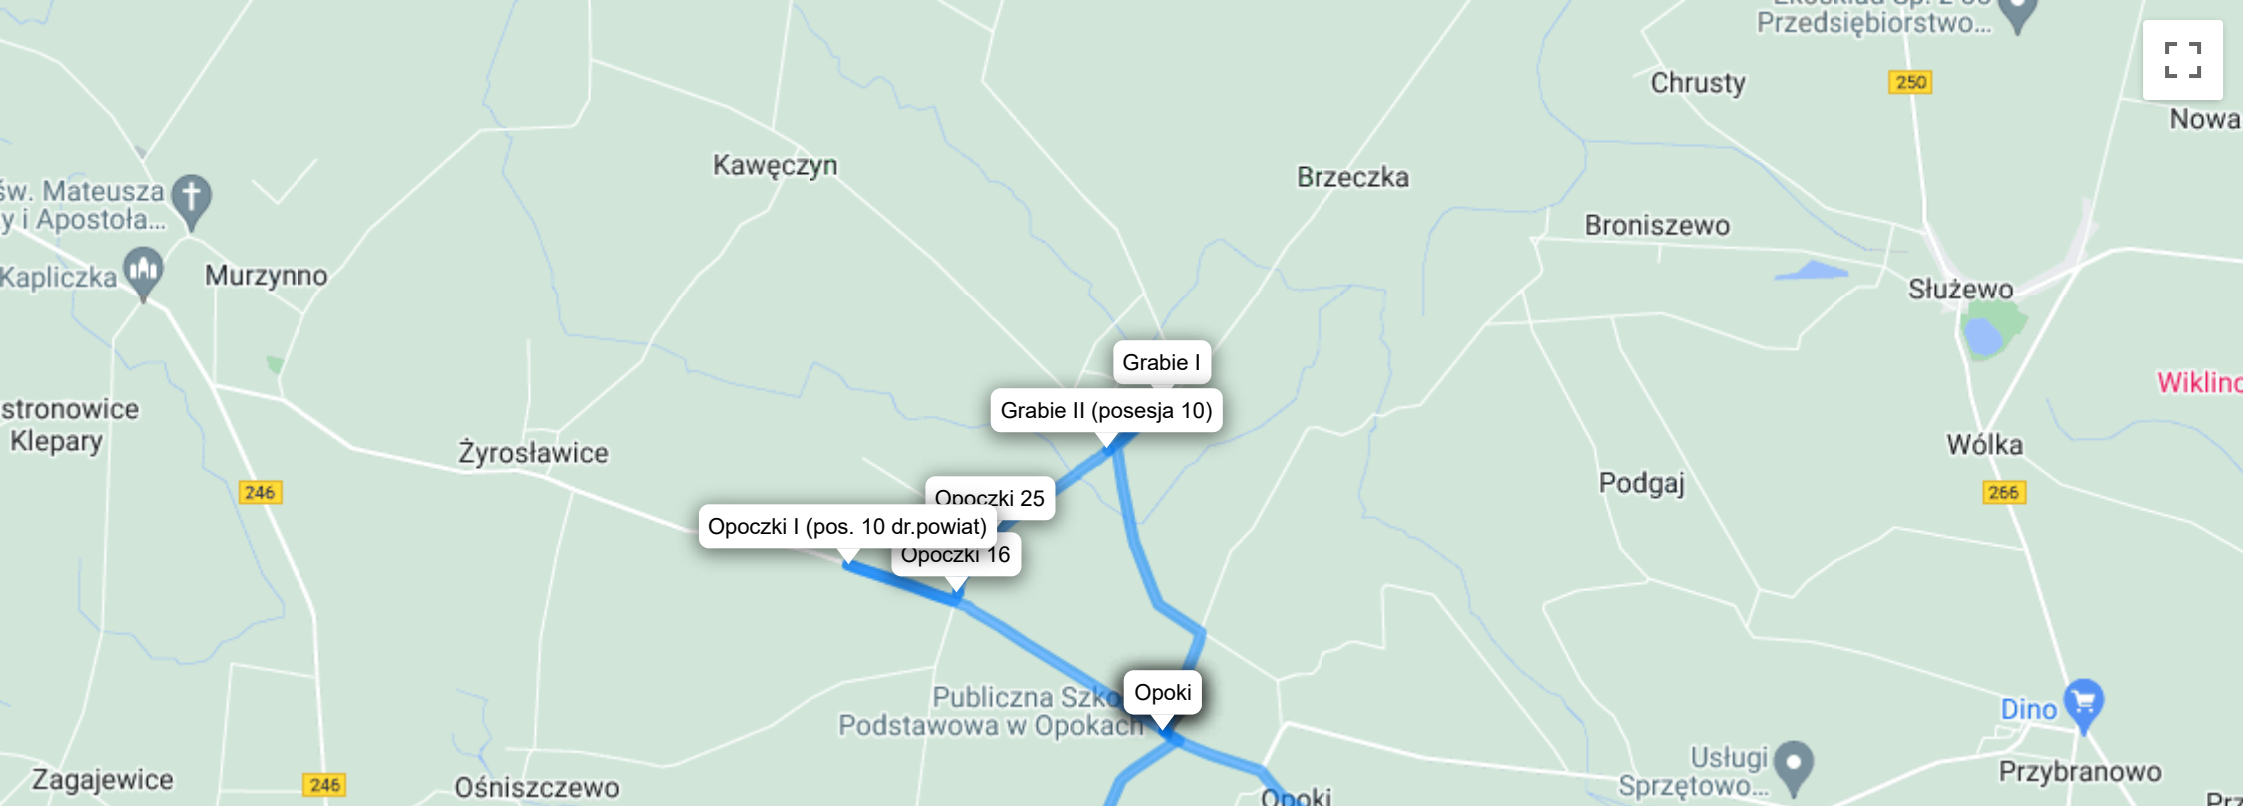 Przedsiębiorstwo...
Chrusty
250
Nowa
Kawęczyn
Brzeczka
św. Mateusza
y i Apostoła...
Broniszewo
Kapliczka
Murzynno
Służewo
Grabie I
Wiklino
stronowice
Klepary
Grabie II (posesja 10)
Żyrosławice
Wólka
246
Podgaj
266
Opoczki 25
Opoczki I (pos. 10 dr.powiat)
Opoczki 16
Publiczna Szko
Podstawowa w Opokach
Opoki
Dino
Usługi
Sprzętowo...
Przybranowo
Zagajewice
246
Ośniszczewo
Opoki
Prz